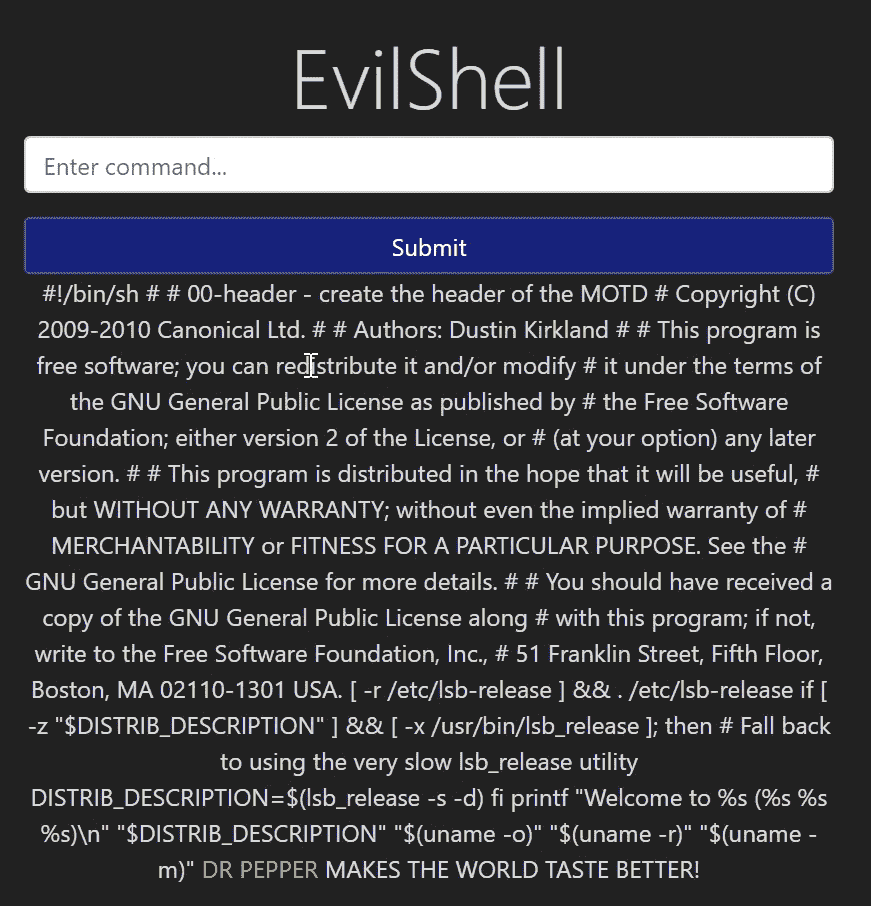 EvilShell
Enter command...
Submit
#!/bin/sh # # 00-header - create the header of the MOTD # Copyright (C)
2009-2010 Canonical Ltd. # # Authors: Dustin Kirkland # # This program is
free software; you can redistribute it and/or modify # it under the terms of
the GNU General Public License as published by # the Free Software
Foundation; either version 2 of the License, or # (at your option) any later
version. # # This program is distributed in the hope that it will be useful, #
but WITHOUT ANY WARRANTY; without even the implied warranty of #
MERCHANTABILITY or FITNESS FOR A PARTICULAR PURPOSE. See the #
GNU General Public License for more details. # # You should have received a
copy of the GNU General Public License along # with this program; if not,
write to the Free Software Foundation, Inc., # 51 Franklin Street, Fifth Floor,
Boston, MA 02110-1301 USA. [ -r /etc/lsb-release ] && . /etc/lsb-release if [
-z "$DISTRIB_DESCRIPTION" ] && [ -x /usr/bin/lsb_release ]; then # Fall back
to using the very slow lsb_release utility
DISTRIB_DESCRIPTION=$(lsb_release -s -d) fi printf "Welcome to %s (%s %s
%s)\n" "$DISTRIB_DESCRIPTION" "$(uname -o)" "$(uname -r)" "$(uname -
m)" DR PEPPER MAKES THE WORLD TASTE BETTER!